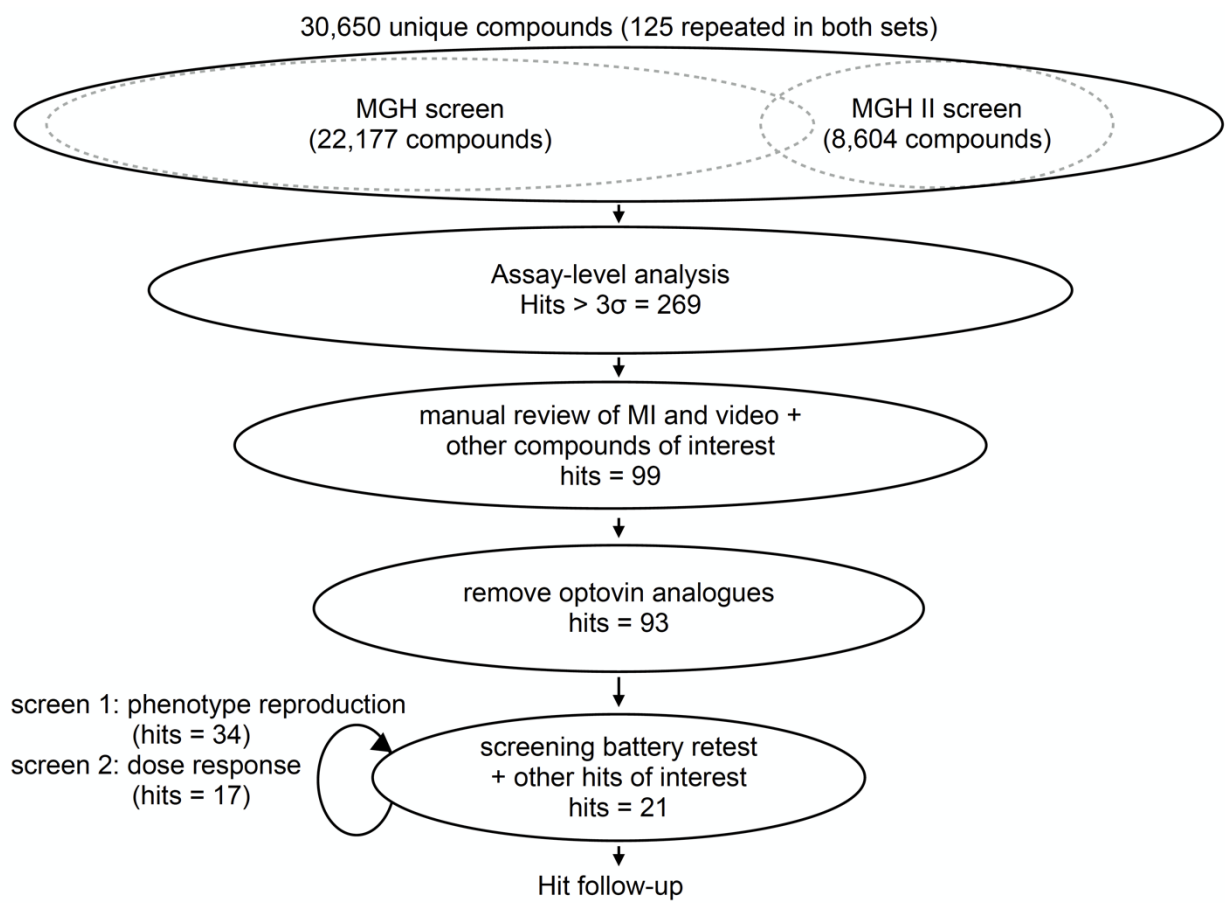 30,650 unique compounds (125 repeated in both sets)
MGH screen
(22,177 compounds)
MGH II screen
(8,604 compounds)
Assay-level analysis
Hits > 3σ = 269
manual review of MI and video +
other compounds of interest
hits = 99
remove optovin analogues
hits = 93
screen 1: phenotype reproduction
(hits = 34)
screen 2: dose response
(hits = 17)
screening battery retest
+ other hits of interest
hits = 21
Hit follow-up